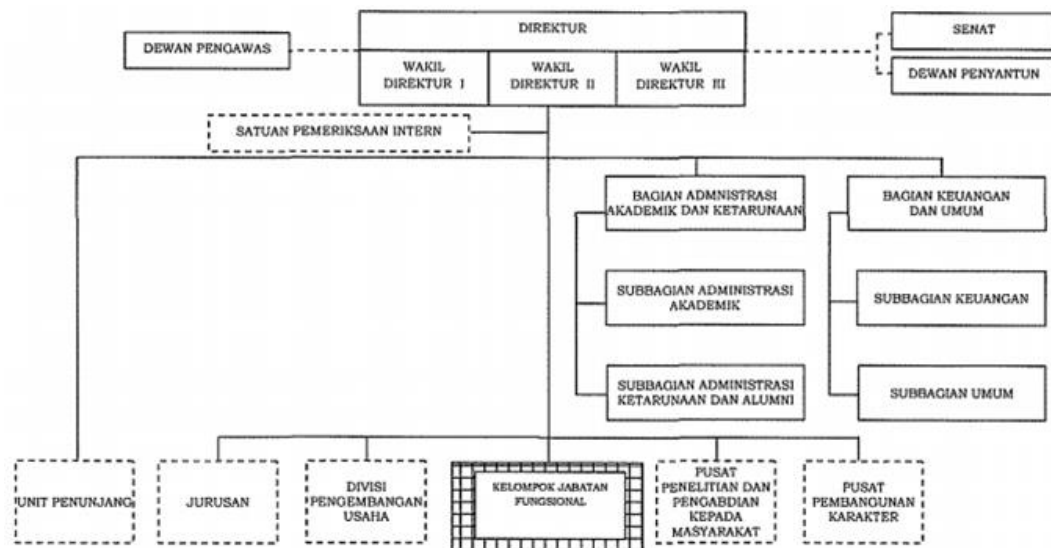 DIREKTUR
DEWAN PENGAWAS
SENAT
WAKIL
DIREKTUR I
WAKIL
DIREKTUR II
WAKIL
DIREKTUR III
DEWAN PENYANTUN
SATUAN PEMERIKSAAN INTERN
BAGIAN ADMNISTRASI
AKADEMIK DAN KETARUNAAN
BAGIAN KEUANGAN
DAN UMUM
SUBBAGIAN ADMINISTRASI
AKADEMIK
SUBBAGIAN KEUANGAN
SUBBAGIAN ADMINISTRASI
KETARUNAAN DAN ALUMNI
SUBBAGIAN UMUM
UNIT PENUNJANG
JURUSAN
DIVISI
PENGEMBANGAN
USAHA
KELOMPOK JABATAN
FUNGSIONAL
PUSAT
PENELITIAN DAN
PENGABDIAN
KEPADA
MASYARAKAT
PUSAT
PEMBANGUNAN
KARAKTER